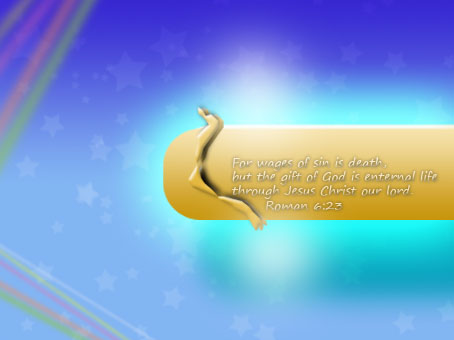 For wages of sin is death,
but the gift of God is enternal life
through Jesus Christ our lord.
Roman 6:23